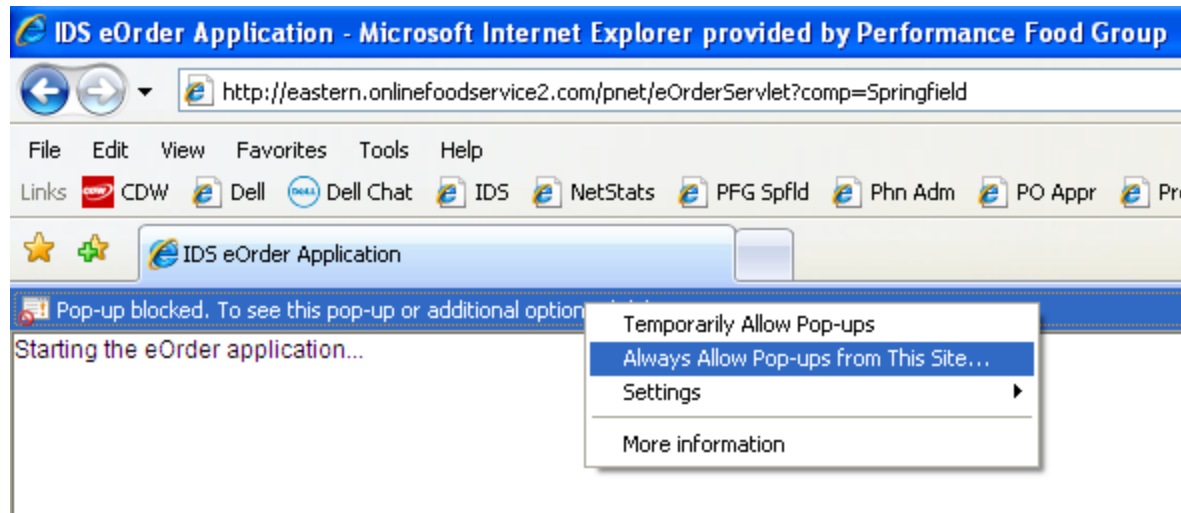 IDS eOrder Application - Microsoft Internet Explorer provided by Performance Food Group
http://eastern.onlinefoodservice2.com/pnet/eOrderServlet?comp=Springfield
File Edit View Favorites Tools Help
Links CDW Dell Dell Chat IDS NetStats PFG Spfld Phn Adm PO Appr
IDS eOrder Application
Pop-up blocked. To see this pop-up or additional option
Starting the eOrder application...
Temporarily Allow Pop-ups
Always Allow Pop-ups from This Site...
Settings
More information